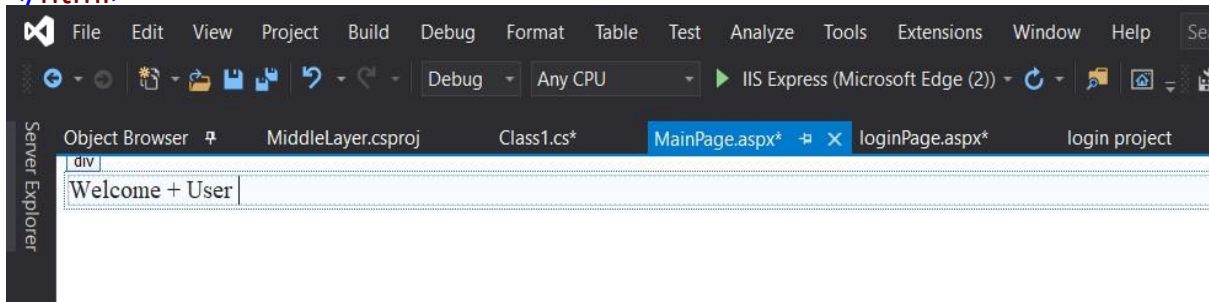 File Edit View Project Build Debug Format Table Test Analyze Tools Extensions Window Help Se
Debug Any CPU IIS Express (Microsoft Edge (2))
Server Explorer
Object Browser MiddleLayer.csproj Class1.cs* MainPage.aspx* loginPage.aspx* login project
div
Welcome + User